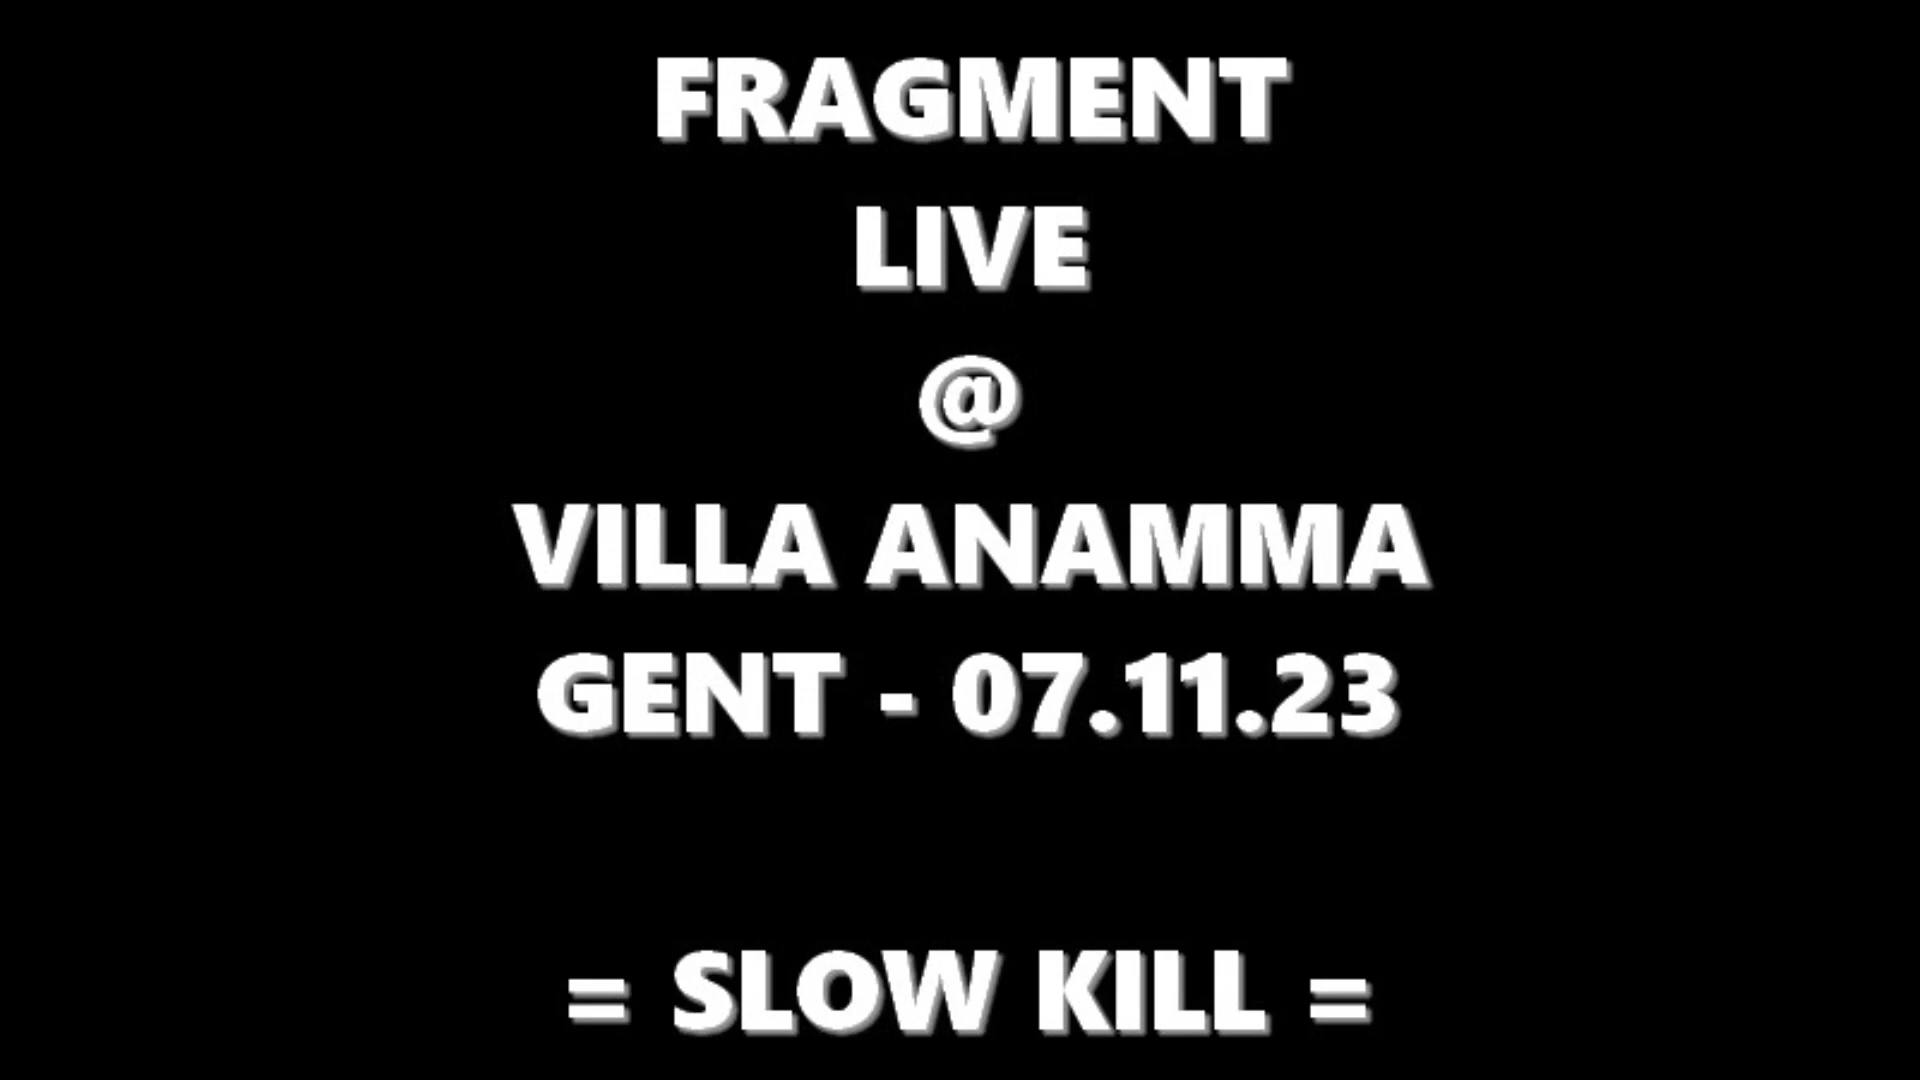 FRAGMENT
LIVE
@
VILLA ANAMMA
GENT - 07.11.23
= SLOW KILL =